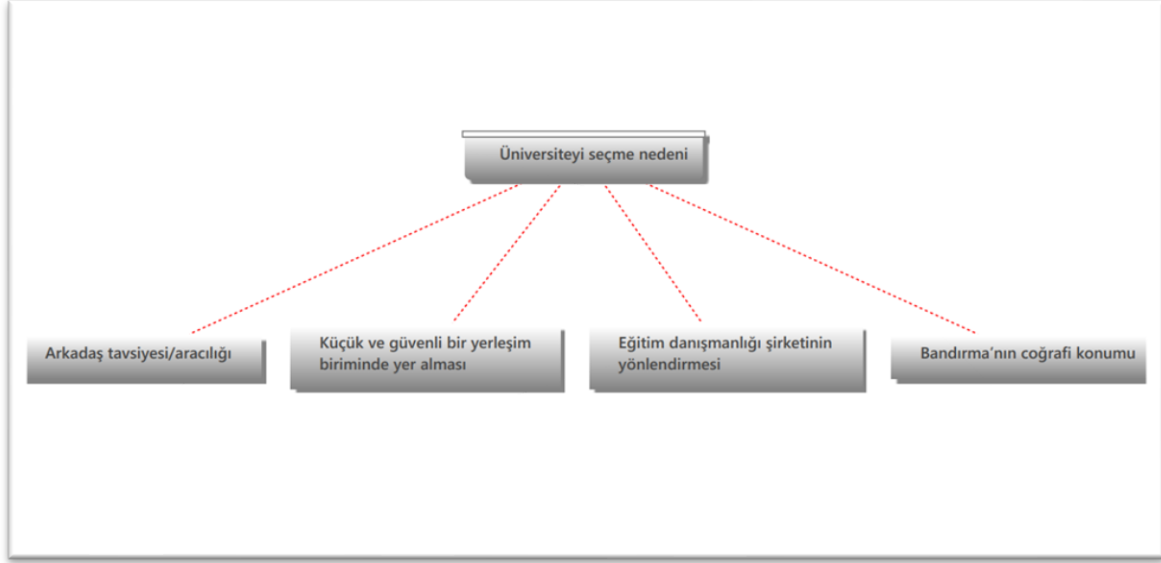 Üniversiteyi seçme nedeni
Arkadaş tavsiyesi/aracılığı
Küçük ve güvenli bir yerleşim
biriminde yer alması
Eğitim danışmanlığı şirketinin
yönlendirmesi
Bandırma’nın coğrafi konumu